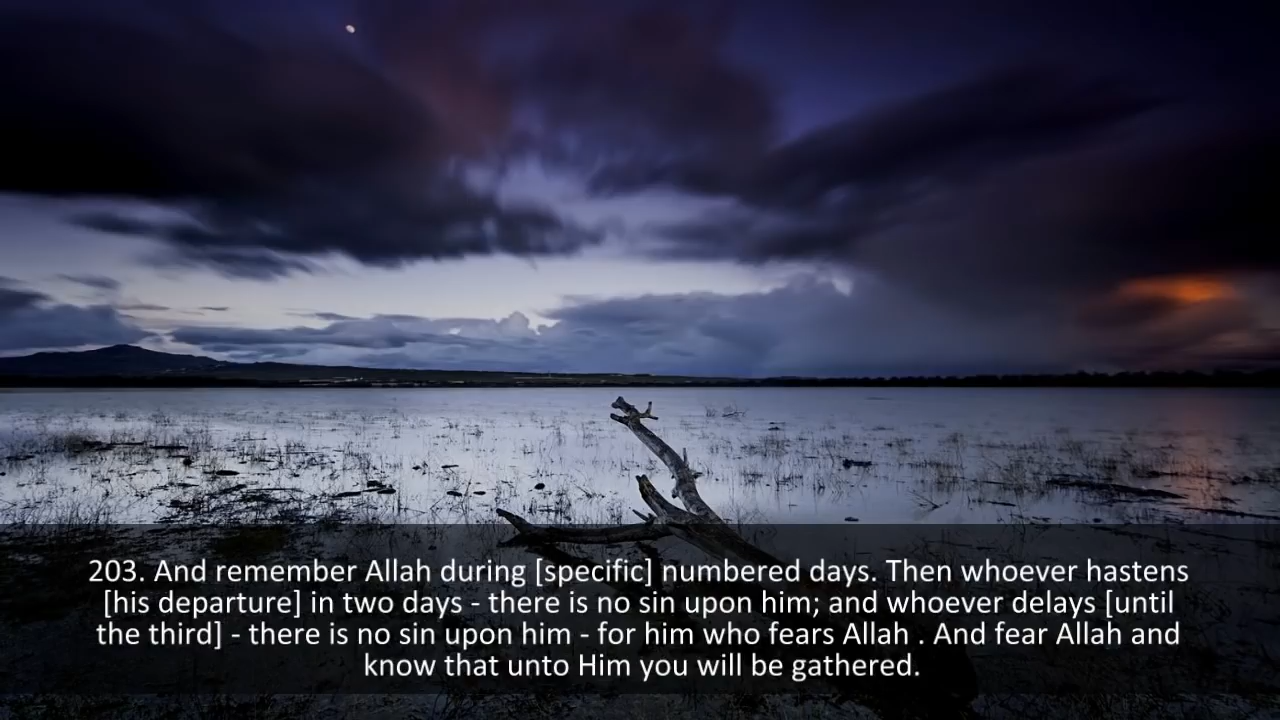 203. And remember Allah during [specific] numbered days. Then whoever hastens
[his departure] in two days - there is no sin upon him; and whoever delays [until
the third] - there is no sin upon him - for him who fears Allah . And fear Allah and
know that unto Him you will be gathered.